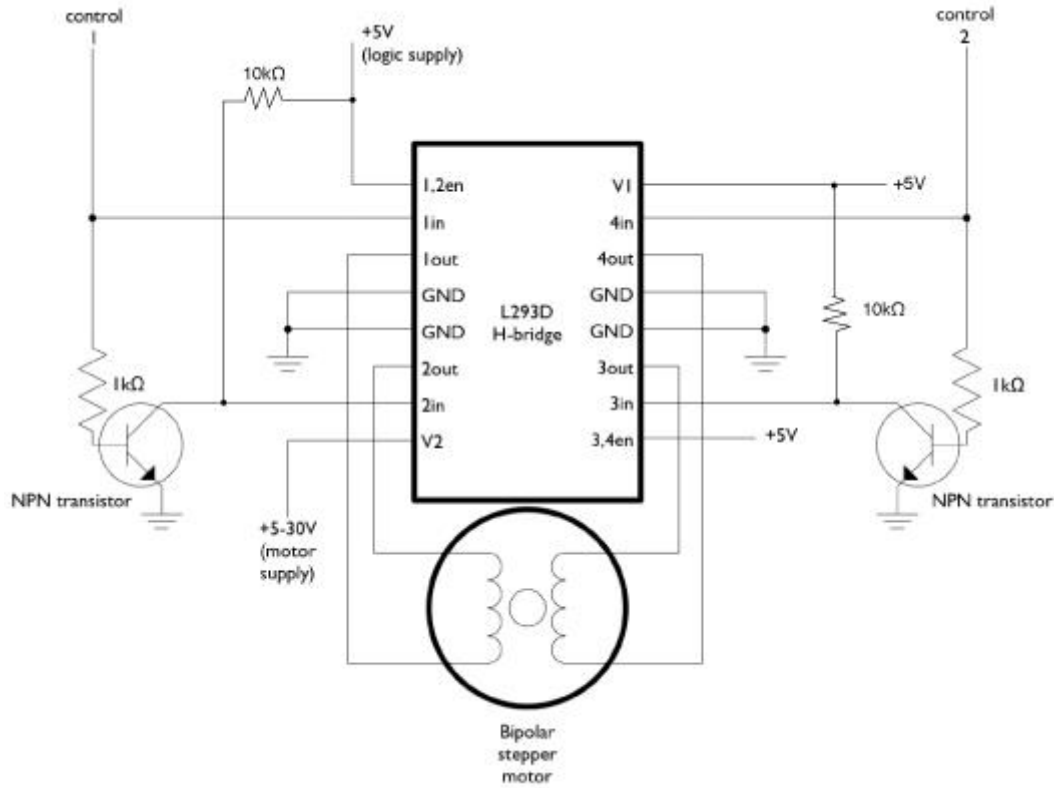 control
1
+5V
(logic supply)
control
2
10kΩ
1,2en
1in
1out
GND
GND
2out
2in
V2
L293D
H-bridge
V1
4in
4out
GND
GND
3out
3in
3,4en
+5V
10kΩ
+5V
1kΩ
NPN transistor
1kΩ
NPN transistor
+5-30V
(motor
supply)
Bipolar
stepper
motor